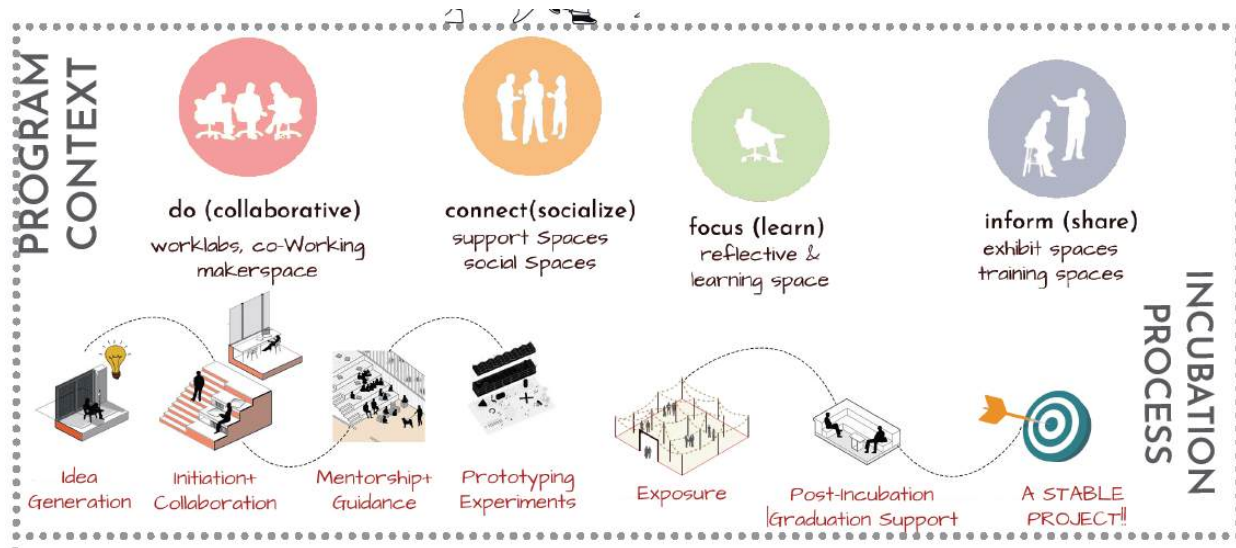 PROGRAM
CONTEXT
do (collaborative)
worklabs, co-Working
makerspace
connect(socialize)
support Spaces
social Spaces
focus (learn)
reflective &
learning space
inform (share)
exhibit spaces
training spaces
INCUBATION
PROCESS
Idea
Generation
Initiation+
Collaboration
Mentorship+
Guidance
Prototyping
Experiments
Exposure
Post-Incubation
|Graduation Support
A STABLE
PROJECT!!